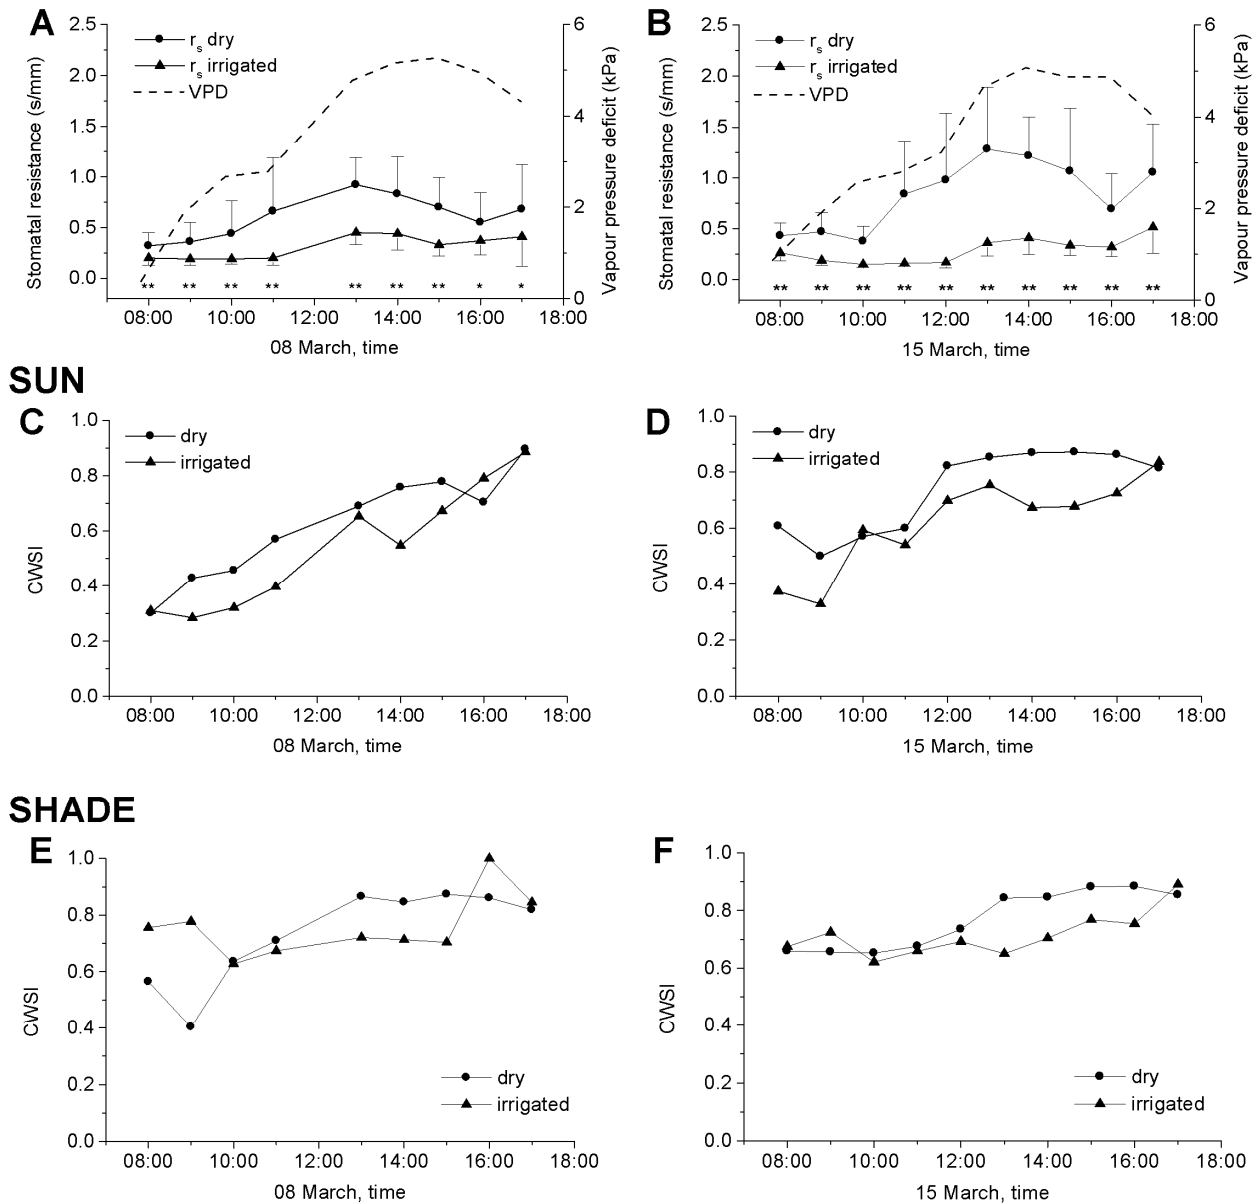 A
r_s dry
r_s irrigated
VPD
Stomatal resistance (s/mm)
2.5
2.0
1.5
1.0
0.5
0.0
Vapour pressure deficit (kPa)
6
4
2
0
** ** ** ** ** ** ** * *
08:00 10:00 12:00 14:00 16:00 18:00
08 March, time
B
r_s dry
r_s irrigated
VPD
Stomatal resistance (s/mm)
2.5
2.0
1.5
1.0
0.5
0.0
Vapour pressure deficit (kPa)
6
4
2
0
** ** ** ** ** ** ** ** ** **
08:00 10:00 12:00 14:00 16:00 18:00
15 March, time
SUN
C
dry
irrigated
CWSI
1.0
0.8
0.6
0.4
0.2
0.0
08:00 10:00 12:00 14:00 16:00 18:00
08 March, time
D
dry
irrigated
CWSI
1.0
0.8
0.6
0.4
0.2
0.0
08:00 10:00 12:00 14:00 16:00 18:00
15 March, time
SHADE
E
CWSI
1.0
0.8
0.6
0.4
0.2
0.0
dry
irrigated
08:00 10:00 12:00 14:00 16:00 18:00
08 March, time
F
CWSI
1.0
0.8
0.6
0.4
0.2
0.0
dry
irrigated
08:00 10:00 12:00 14:00 16:00 18:00
15 March, time